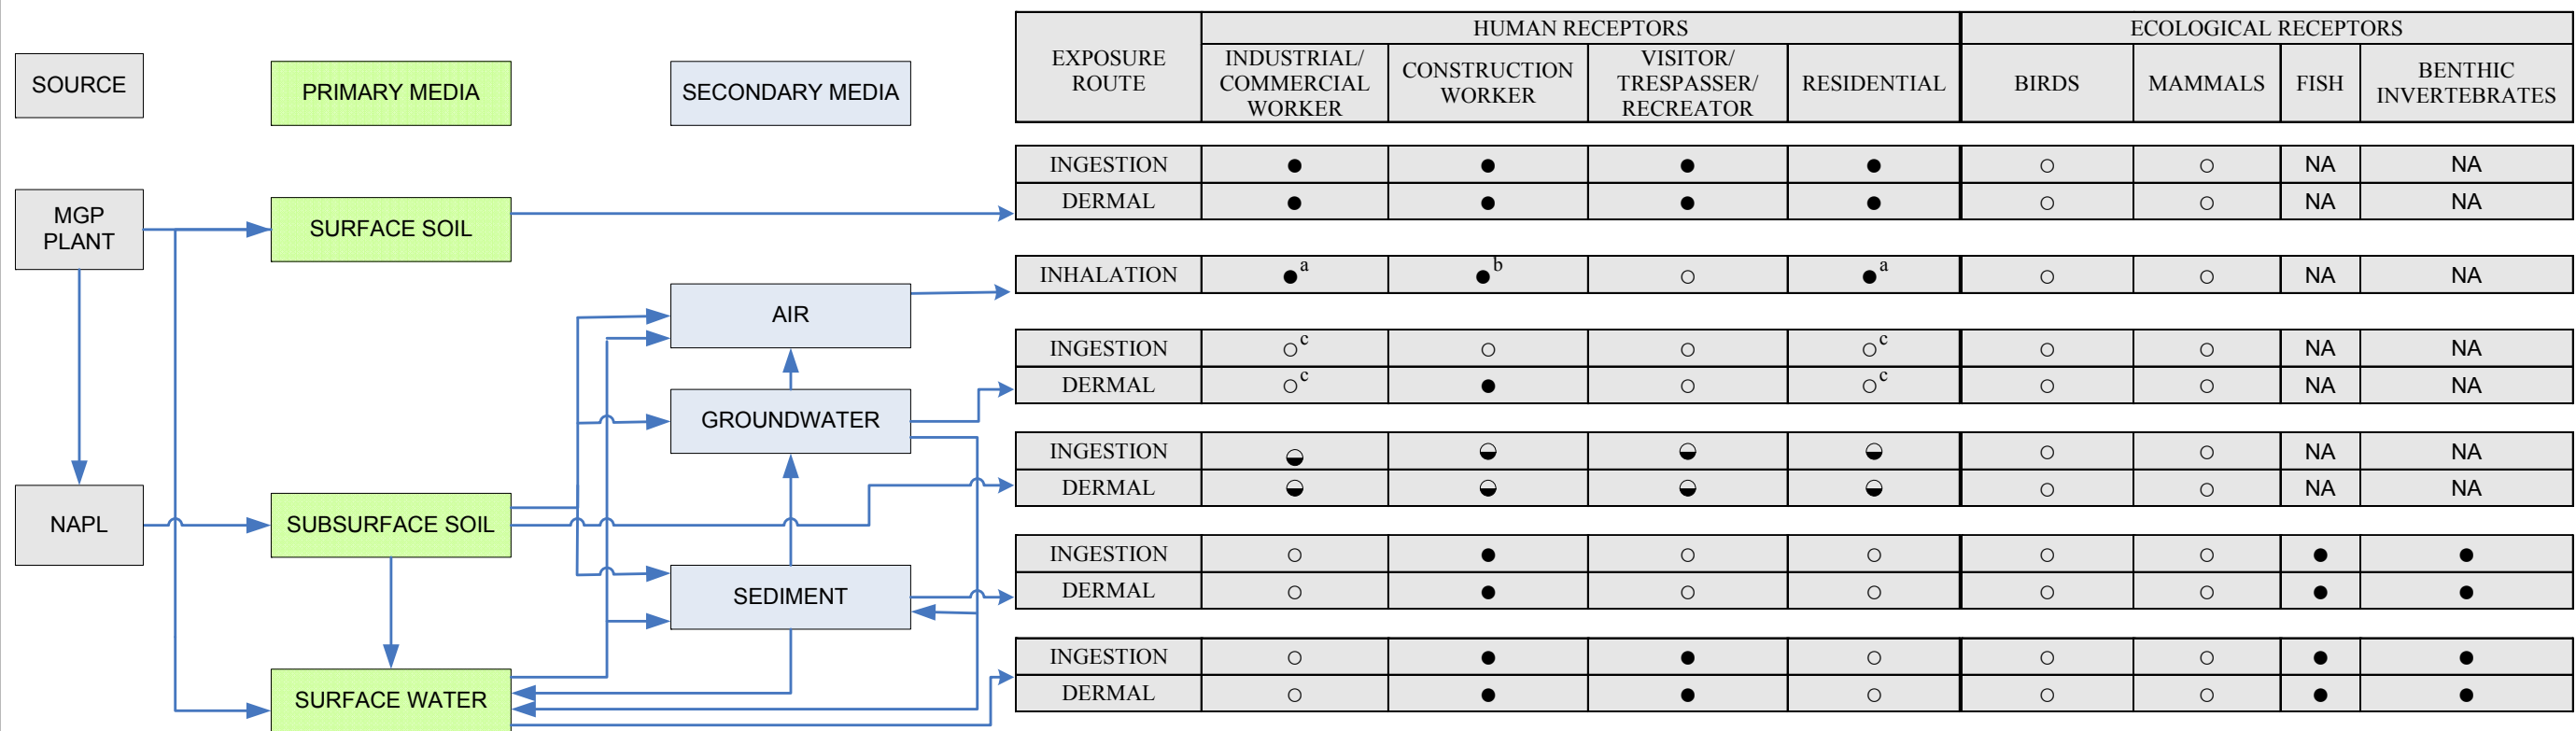 SOURCE
PRIMARY MEDIA
SECONDARY MEDIA
EXPOSURE
ROUTE
HUMAN RECEPTORS
ECOLOGICAL RECEPTORS
INDUSTRIAL/
COMMERCIAL
WORKER
CONSTRUCTION
WORKER
VISITOR/
TRESPASSER/
RECREATOR
RESIDENTIAL
BIRDS
MAMMALS
FISH
BENTHIC
INVERTEBRATES
MGP
PLANT
SURFACE SOIL
INGESTION ● ● ● ● ○ ○ NA NA
DERMAL ● ● ● ● ○ ○ NA NA
AIR
INHALATION ●a ●b ○ ●a ○ ○ NA NA
GROUNDWATER
INGESTION ○c ○ ○ ○c ○ ○ NA NA
DERMAL ○c ● ○ ○c ○ ○ NA NA
NAPL
SUBSURFACE SOIL
INGESTION ◒ ◒ ◒ ◒ ○ ○ NA NA
DERMAL ◒ ◒ ◒ ◒ ○ ○ NA NA
SEDIMENT
INGESTION ○ ● ○ ○ ○ ○ ● ●
DERMAL ○ ● ○ ○ ○ ○ ● ●
SURFACE WATER
INGESTION ○ ● ● ○ ○ ○ ● ●
DERMAL ○ ● ● ○ ○ ○ ● ●